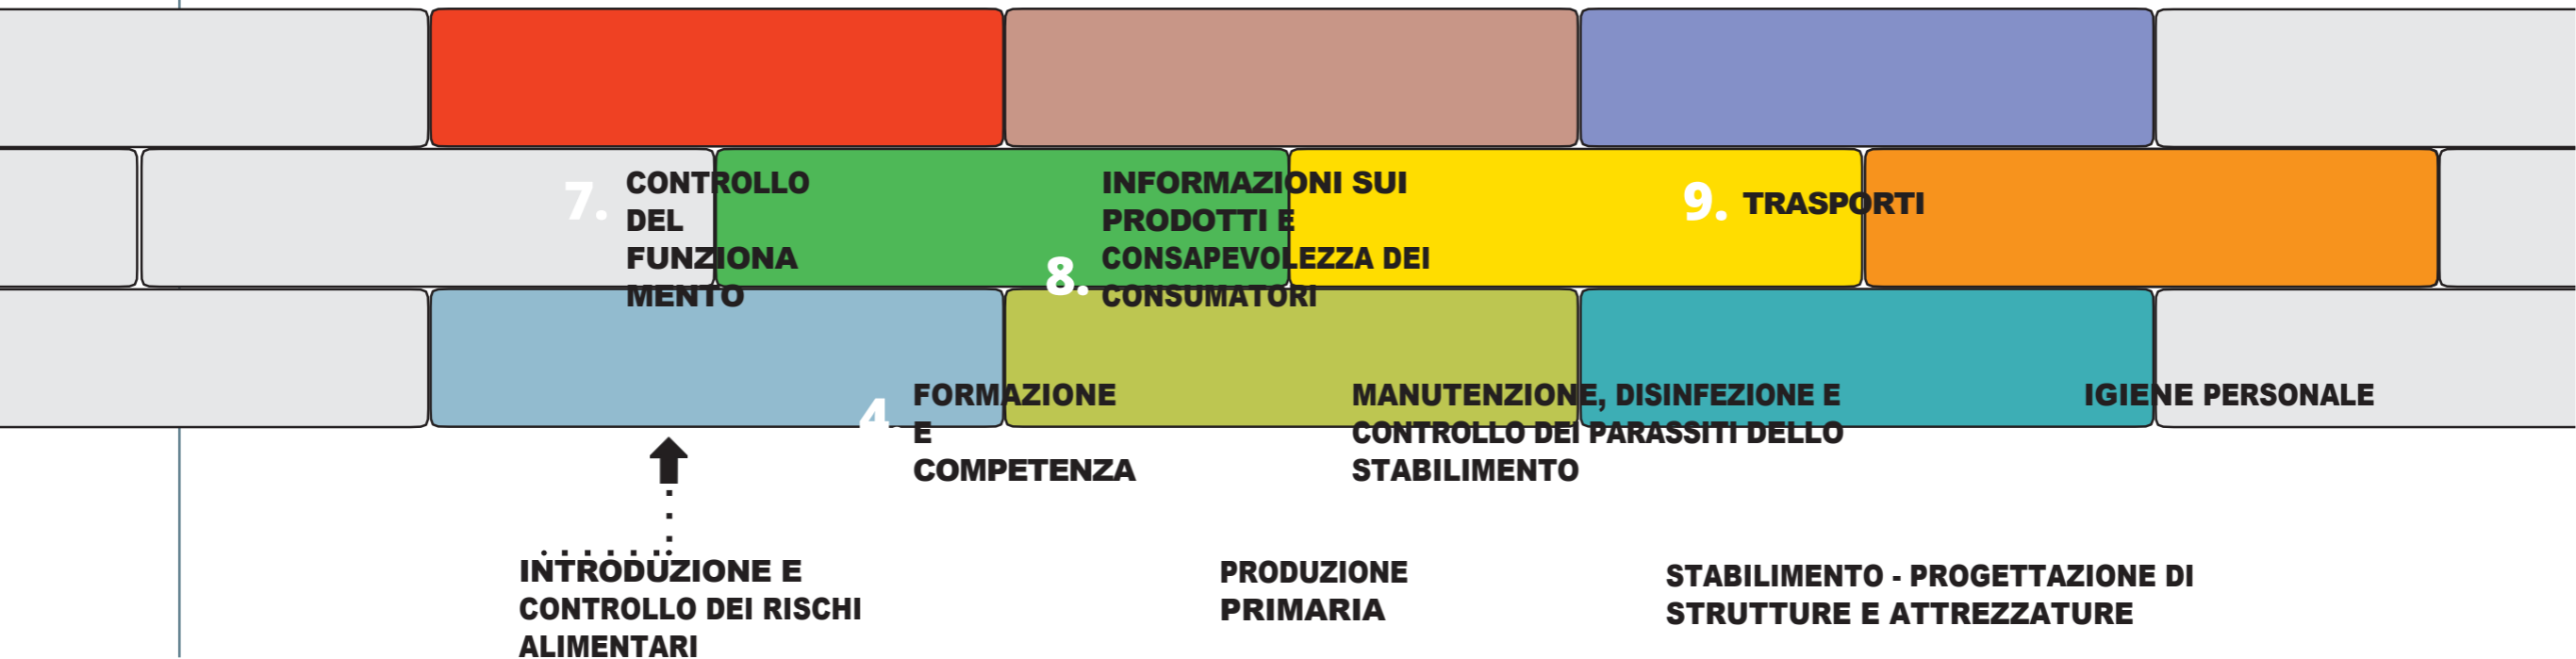 7. CONTROLLO
DEL
FUNZIONA
MENTO
8. INFORMAZIONI SUI
PRODOTTI E
CONSAPEVOLEZZA DEI
CONSUMATORI
9. TRASPORTI
4. FORMAZIONE
E
COMPETENZA
MANUTENZIONE, DISINFEZIONE E
CONTROLLO DEI PARASSITI DELLO
STABILIMENTO
IGIENE PERSONALE
INTRODUZIONE E
CONTROLLO DEI RISCHI
ALIMENTARI
PRODUZIONE
PRIMARIA
STABILIMENTO - PROGETTAZIONE DI
STRUTTURE E ATTREZZATURE